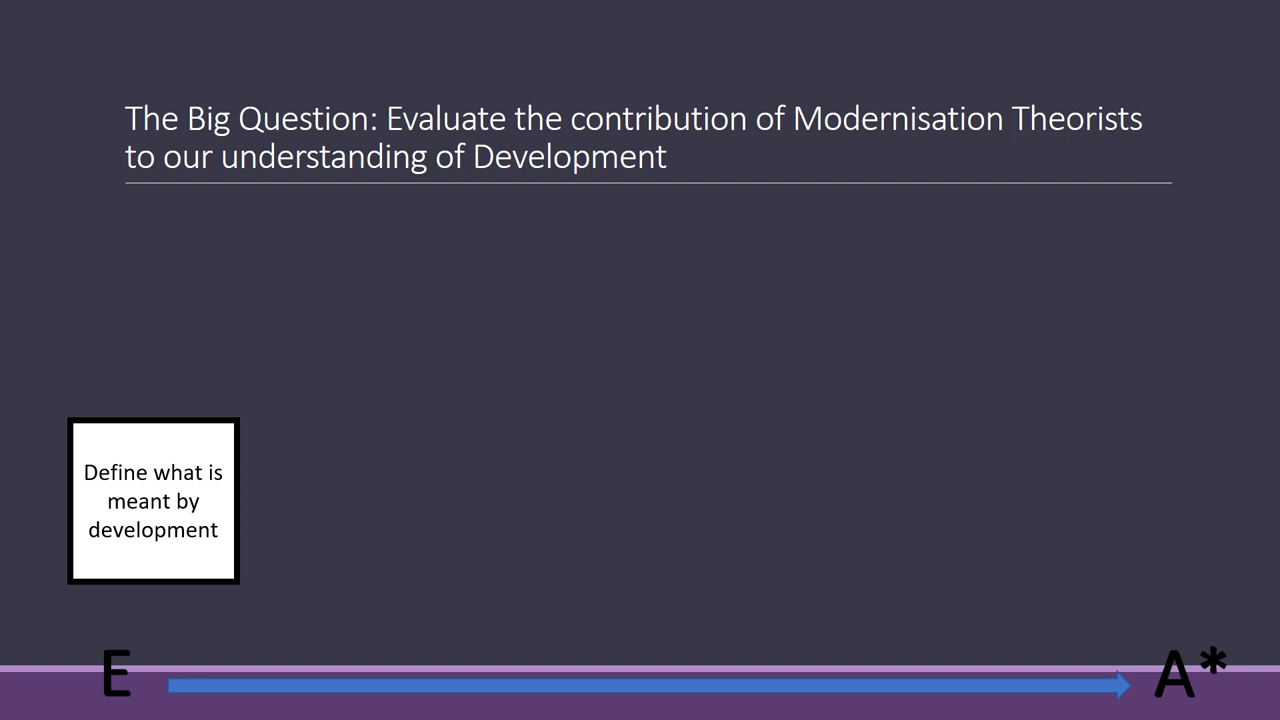 The Big Question: Evaluate the contribution of Modernisation Theorists
to our understanding of Development
Define what is
meant by
development
E
A*